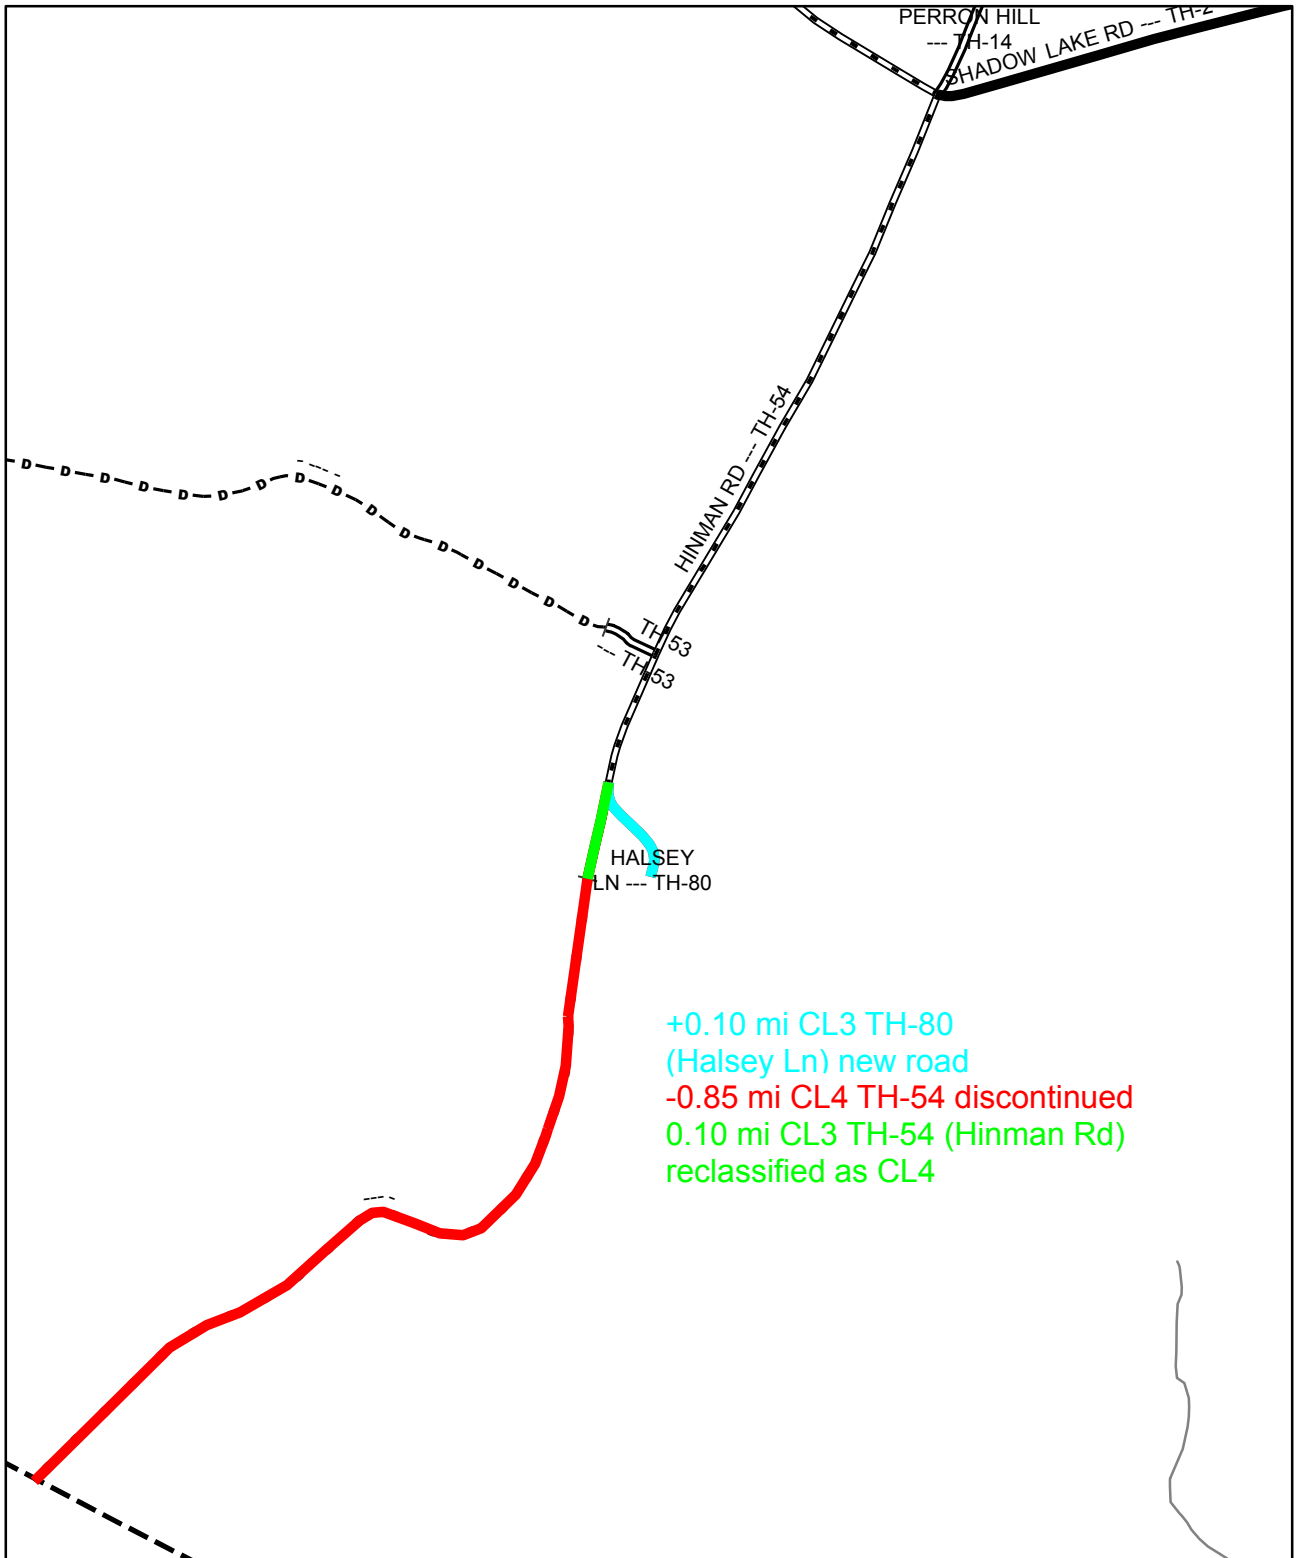 PERRON HILL
--- TH-14
SHADOW LAKE RD --- TH-2
HINMAN RD --- TH-54
D D D D D D D D D D D D D D D
TH-53
--- TH-53
HALSEY
LN --- TH-80
+0.10 mi CL3 TH-80
(Halsey Ln) new road
-0.85 mi CL4 TH-54 discontinued
0.10 mi CL3 TH-54 (Hinman Rd)
reclassified as CL4